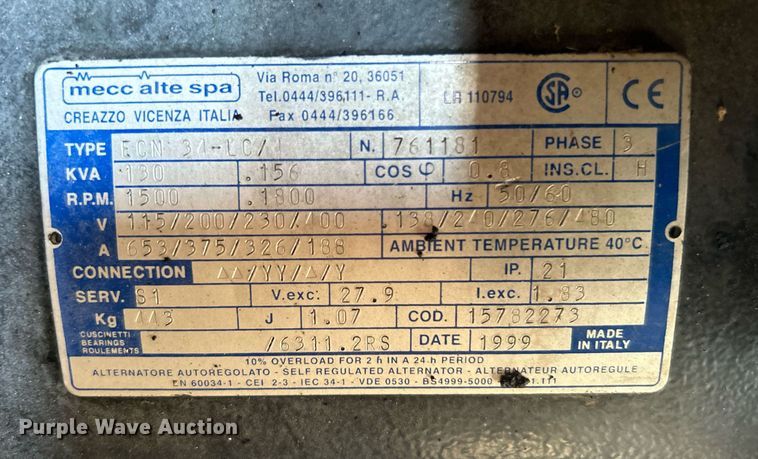 mecc alte spa
CREAZZO VICENZA ITALIA
Via Roma n° 20, 36051
Tel.0444/396111- R.A.
Fax 0444/396166
LR 110794
CSA
CE
TYPE ECN 34-LC/ N. 761181 PHASE 3
KVA 130 .156 COS φ 0.8 INS.CL. H
R.P.M. 1500 .1800 Hz 50/60
V 115/200/230/400 .138/240/276/480
A 653/375/326/188 AMBIENT TEMPERATURE 40°C.
CONNECTION ΔΔ/YY/Δ/Y IP. 21
SERV. S1 V.exc: 27.9 I.exc: 1.83
Kg 443 J 1.07 COD. 15782273
CUSCINETTI
BEARINGS
ROULEMENTS
/6311.2RS DATE 1999
MADE
IN ITALY
10% OVERLOAD FOR 2 h IN A 24 h PERIOD
ALTERNATORE AUTOREGOLATO - SELF REGULATED ALTERNATOR - ALTERNATEUR AUTOREGULE
EN 60034-1 - CEI 2-3 - IEC 34-1 - VDE 0530 - BS4999-5000
Purple Wave Auction